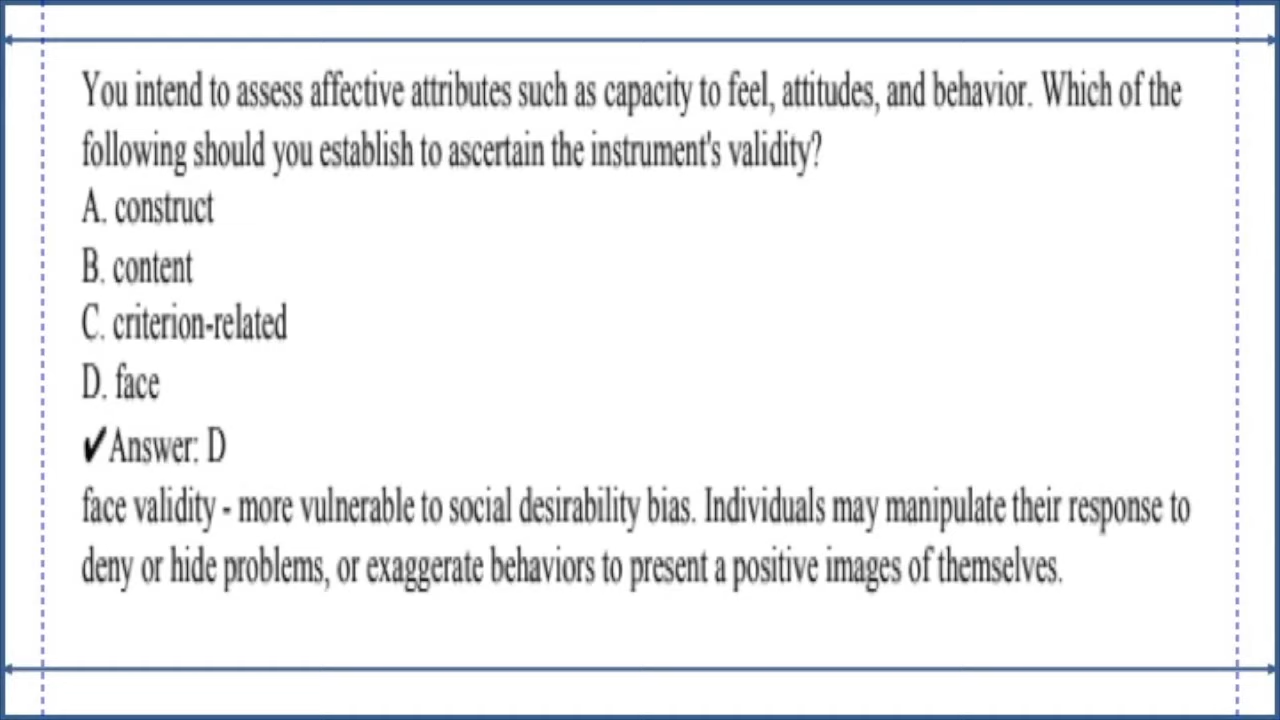 You intend to assess affective attributes such as capacity to feel, attitudes, and behavior. Which of the
following should you establish to ascertain the instrument's validity?
A. construct
B. content
C. criterion-related
D. face
✔Answer: D
face validity - more vulnerable to social desirability bias. Individuals may manipulate their response to
deny or hide problems, or exaggerate behaviors to present a positive images of themselves.